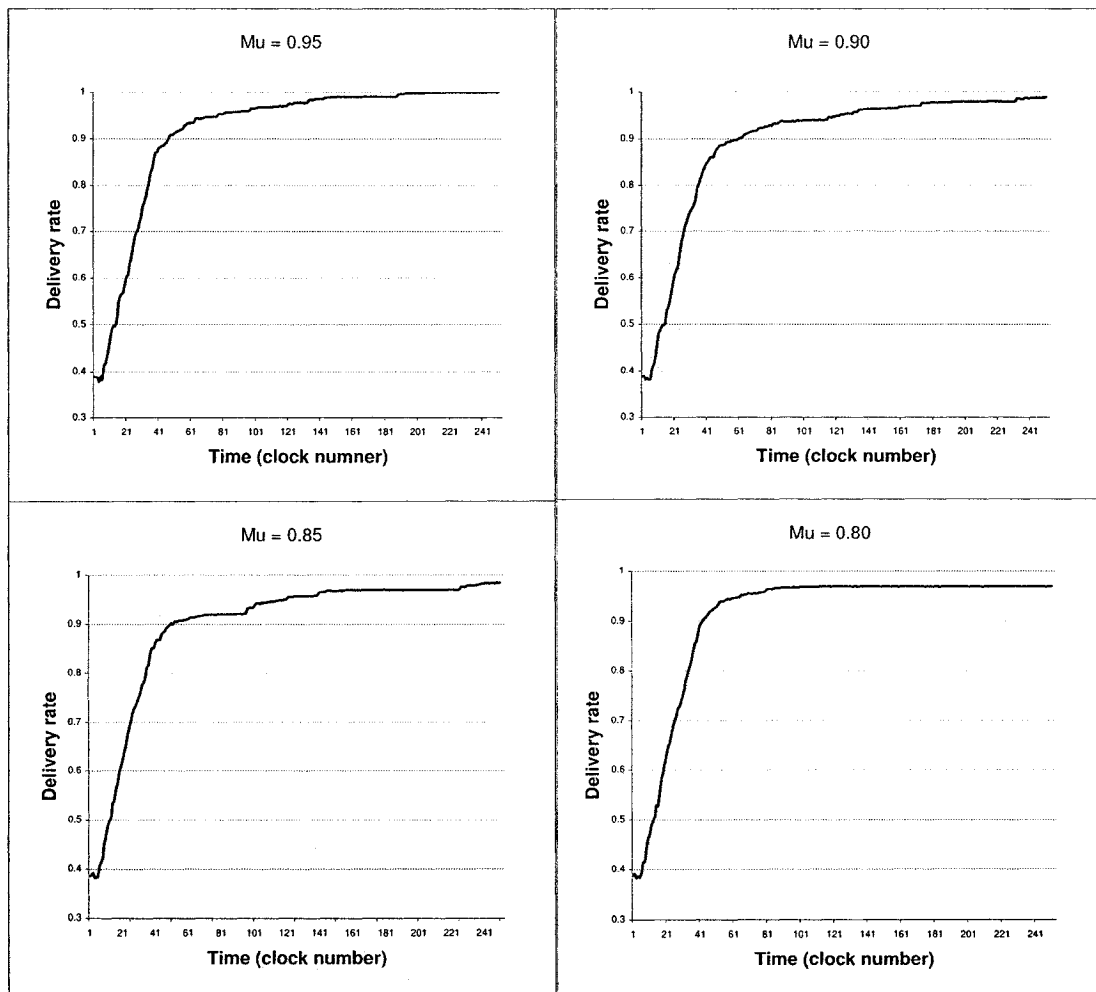 Mu = 0.95
1
0.9
0.8
0.7
0.6
0.5
0.4
0.3
Delivery rate
1 21 41 61 81 101 121 141 161 181 201 221 241
Time (clock numner)
Mu = 0.90
1
0.9
0.8
0.7
0.6
0.5
0.4
0.3
Delivery rate
1 21 41 61 81 101 121 141 161 181 201 221 241
Time (clock number)
Mu = 0.85
1
0.9
0.8
0.7
0.6
0.5
0.4
0.3
Delivery rate
1 21 41 61 81 101 121 141 161 181 201 221 241
Time (clock number)
Mu = 0.80
1
0.9
0.8
0.7
0.6
0.5
0.4
0.3
Delivery rate
1 21 41 61 81 101 121 141 161 181 201 221 241
Time (clock number)